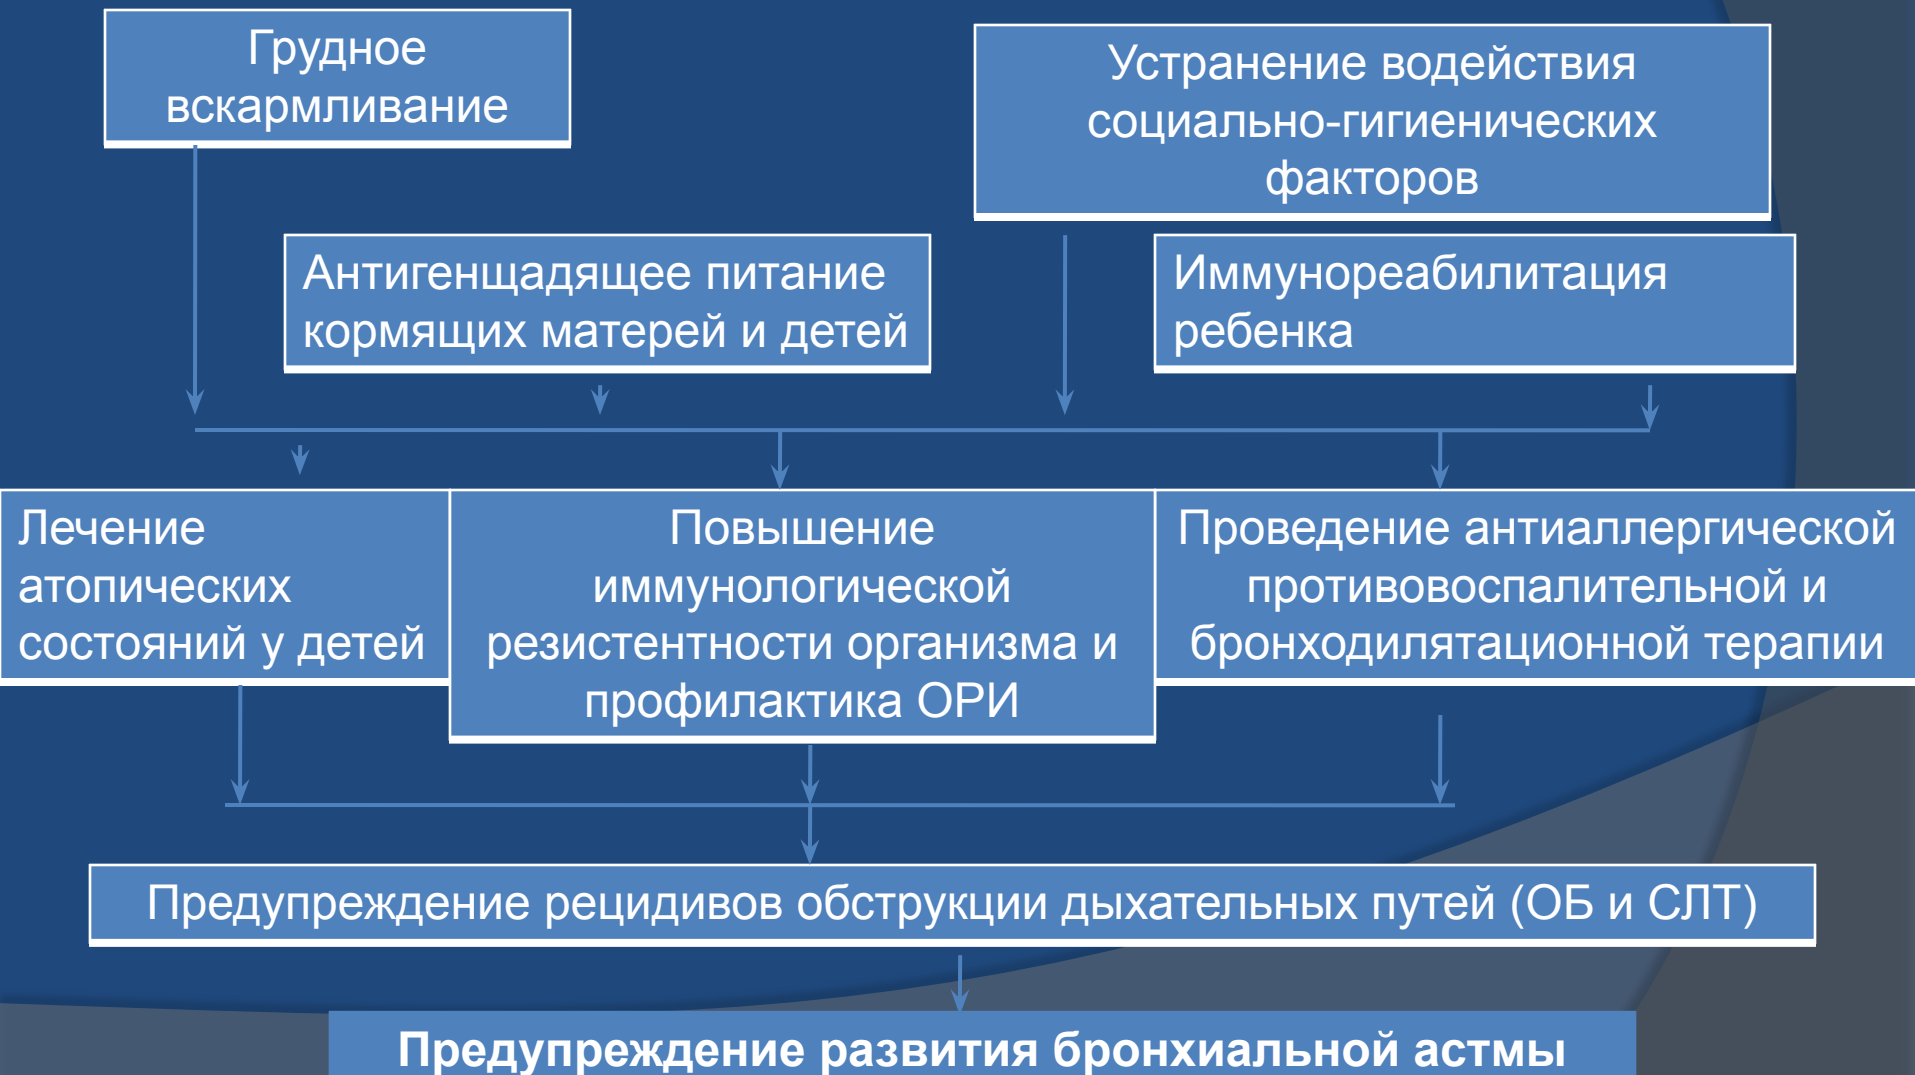 Грудное
вскармливание
Устранение водействия
социально-гигиенических
факторов
Антигенщадящее питание
кормящих матерей и детей
Иммунореабилитация
ребенка
Лечение
атопических
состояний у детей
Повышение
иммунологической
резистентности организма и
профилактика ОРИ
Проведение антиаллергической
противовоспалительной и
бронходилятационной терапии
Предупреждение рецидивов обструкции дыхательных путей (ОБ и СЛТ)
Предупреждение развития бронхиальной астмы